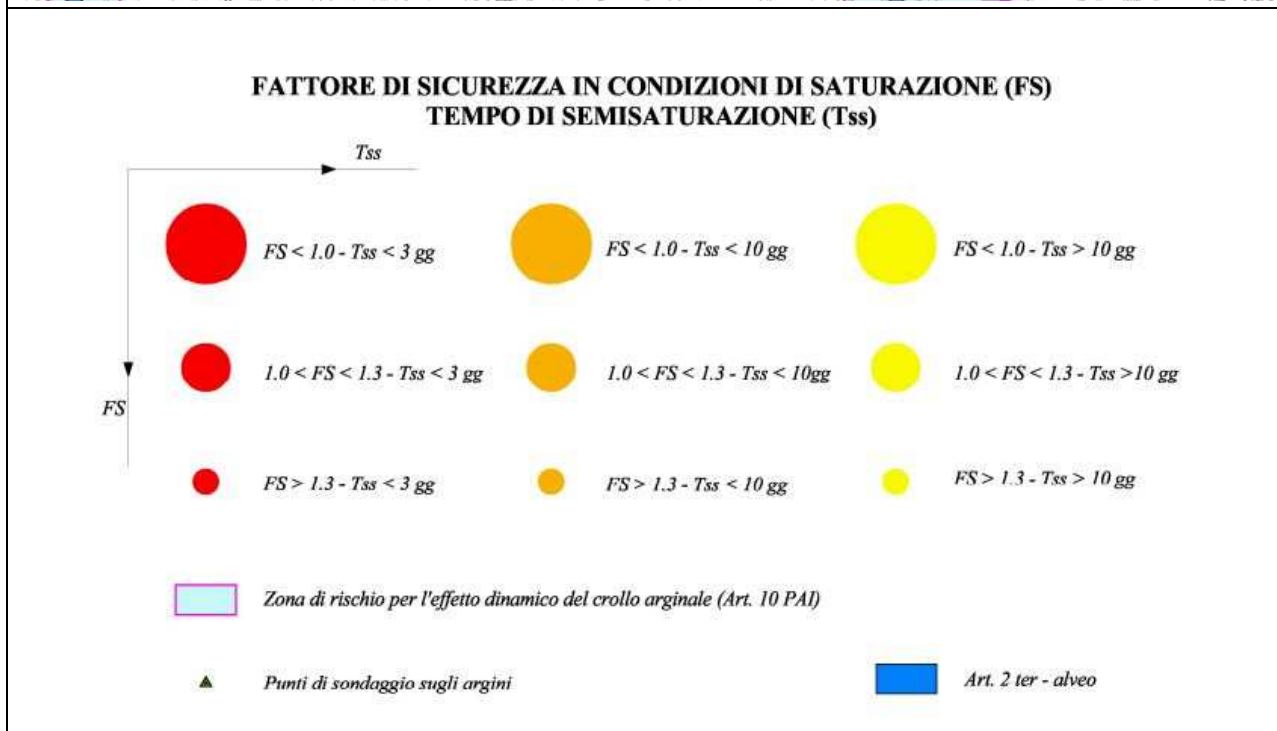 FATTORE DI SICUREZZA IN CONDIZIONI DI SATURAZIONE (FS)
TEMPO DI SEMISATURAZIONE (Tss)
Tss
FS < 1.0 - Tss < 3 gg
FS < 1.0 - Tss < 10 gg
FS < 1.0 - Tss > 10 gg
1.0 < FS < 1.3 - Tss < 3 gg
1.0 < FS < 1.3 - Tss < 10gg
1.0 < FS < 1.3 - Tss >10 gg
FS
FS > 1.3 - Tss < 3 gg
FS > 1.3 - Tss < 10 gg
FS > 1.3 - Tss > 10 gg
Zona di rischio per l'effetto dinamico del crollo arginale (Art. 10 PAI)
Punti di sondaggio sugli argini
Art. 2 ter - alveo